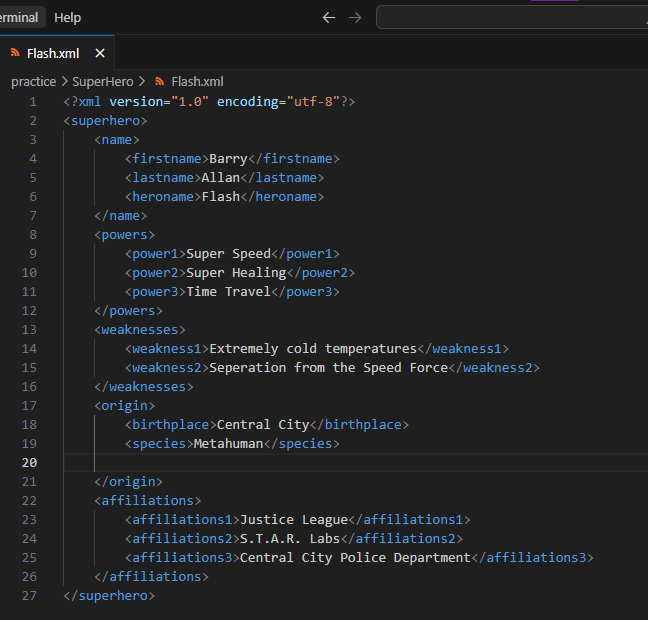 erminal Help
Flash.xml
practice > SuperHero > Flash.xml
1 <?xml version="1.0" encoding="utf-8"?>
2 <superhero>
3     <name>
4         <firstname>Barry</firstname>
5         <lastname>Allan</lastname>
6         <heroname>Flash</heroname>
7     </name>
8     <powers>
9         <power1>Super Speed</power1>
10         <power2>Super Healing</power2>
11         <power3>Time Travel</power3>
12     </powers>
13     <weaknesses>
14         <weakness1>Extremely cold temperatures</weakness1>
15         <weakness2>Seperation from the Speed Force</weakness2>
16     </weaknesses>
17     <origin>
18         <birthplace>Central City</birthplace>
19         <species>Metahuman</species>
20
21     </origin>
22     <affiliations>
23         <affiliations1>Justice League</affiliations1>
24         <affiliations2>S.T.A.R. Labs</affiliations2>
25         <affiliations3>Central City Police Department</affiliations3>
26     </affiliations>
27 </superhero>